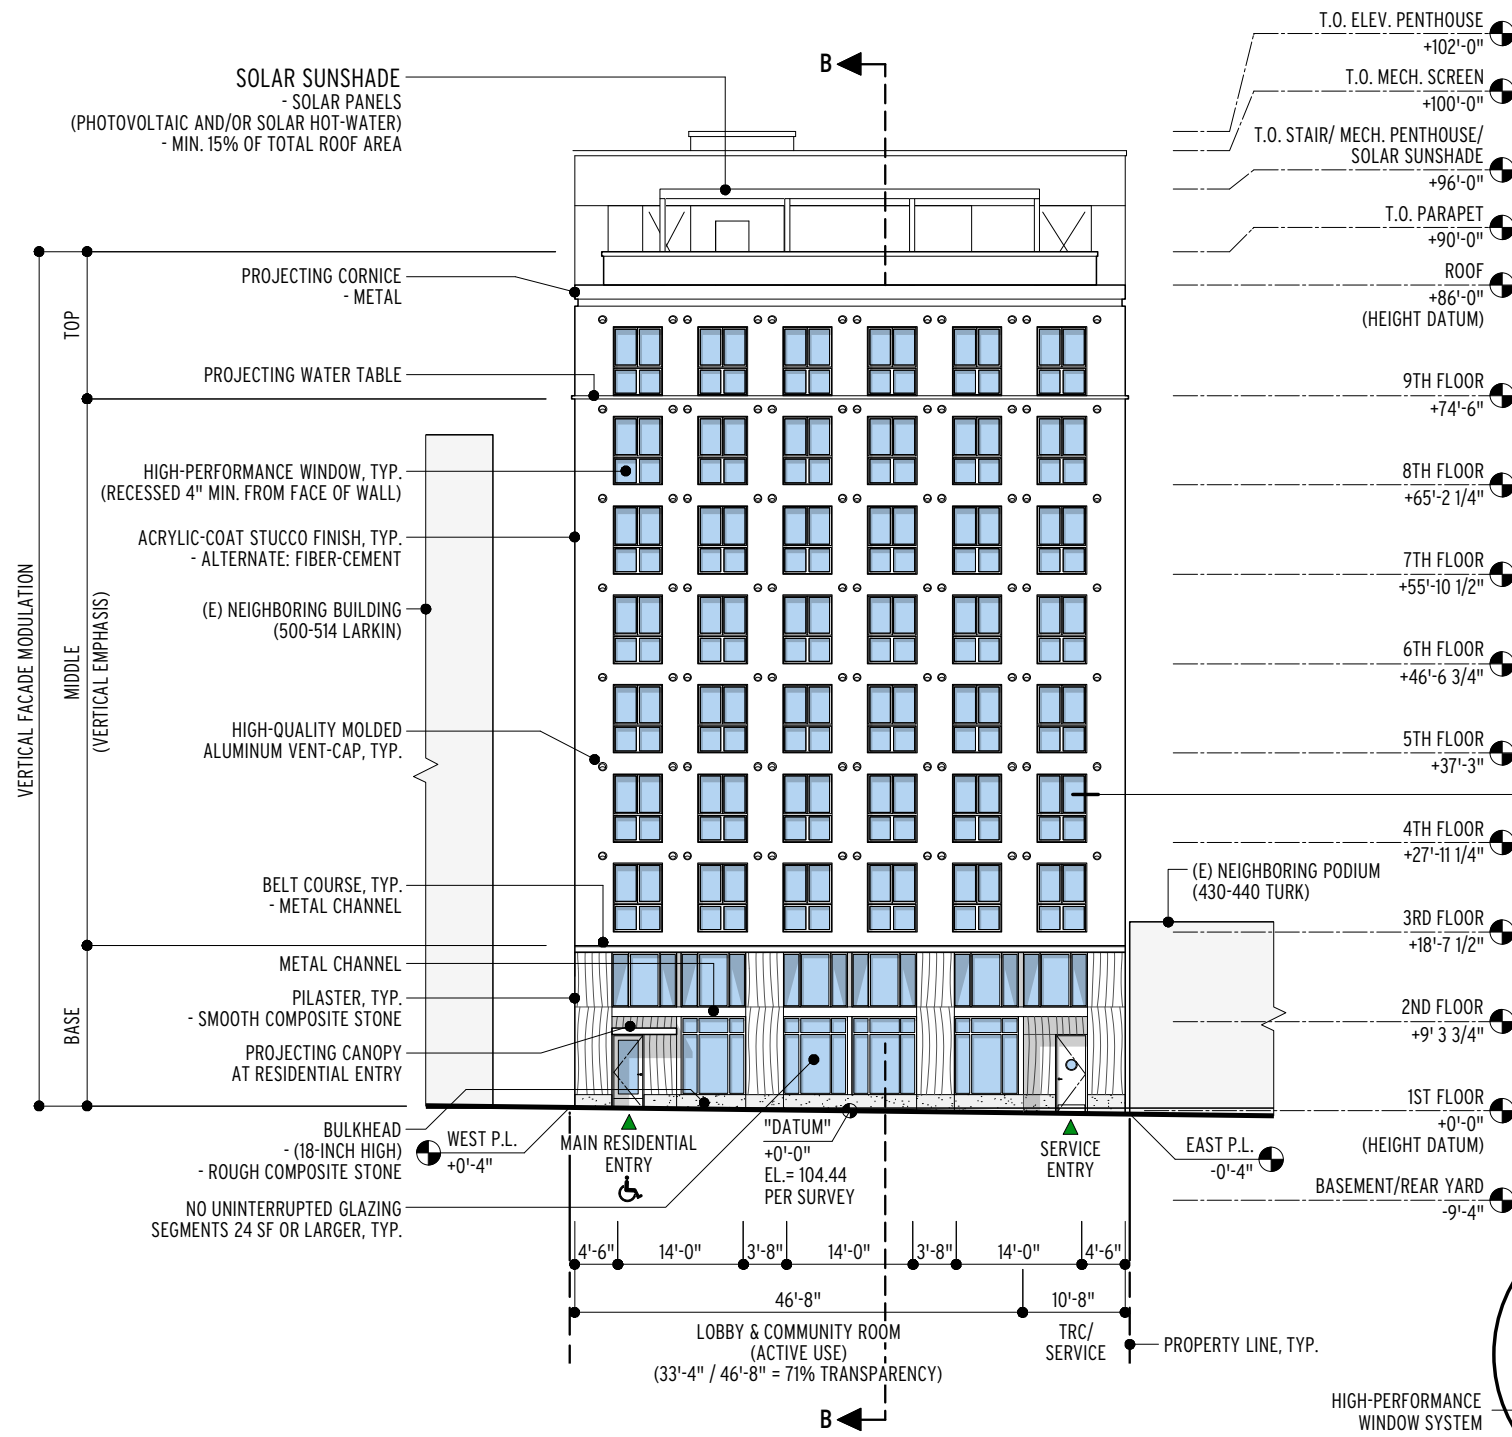 T.O. ELEV. PENTHOUSE
+102'-0"
T.O. MECH. SCREEN
+100'-0"
T.O. STAIR/ MECH. PENTHOUSE/
SOLAR SUNSHADE
+96'-0"
T.O. PARAPET
+90'-0"
ROOF
+86'-0"
(HEIGHT DATUM)
9TH FLOOR
+74'-6"
8TH FLOOR
+65'-2 1/4"
7TH FLOOR
+55'-10 1/2"
6TH FLOOR
+46'-6 3/4"
5TH FLOOR
+37'-3"
4TH FLOOR
+27'-11 1/4"
3RD FLOOR
+18'-7 1/2"
2ND FLOOR
+9' 3 3/4"
1ST FLOOR
+0'-0"
(HEIGHT DATUM)
BASEMENT/REAR YARD
-9'-4"
B
SOLAR SUNSHADE
- SOLAR PANELS
(PHOTOVOLTAIC AND/OR SOLAR HOT-WATER)
- MIN. 15% OF TOTAL ROOF AREA
PROJECTING CORNICE
- METAL
PROJECTING WATER TABLE
HIGH-PERFORMANCE WINDOW, TYP.
(RECESSED 4" MIN. FROM FACE OF WALL)
ACRYLIC-COAT STUCCO FINISH, TYP.
- ALTERNATE: FIBER-CEMENT
(E) NEIGHBORING BUILDING
(500-514 LARKIN)
HIGH-QUALITY MOLDED
ALUMINUM VENT-CAP, TYP.
BELT COURSE, TYP.
- METAL CHANNEL
METAL CHANNEL
PILASTER, TYP.
- SMOOTH COMPOSITE STONE
PROJECTING CANOPY
AT RESIDENTIAL ENTRY
BULKHEAD
- (18-INCH HIGH)
- ROUGH COMPOSITE STONE
NO UNINTERRUPTED GLAZING
SEGMENTS 24 SF OR LARGER, TYP.
VERTICAL FACADE MODULATION
TOP
MIDDLE
(VERTICAL EMPHASIS)
BASE
(E) NEIGHBORING PODIUM
(430-440 TURK)
WEST P.L.
+0'-4"
MAIN RESIDENTIAL
ENTRY
"DATUM"
+0'-0"
EL.= 104.44
PER SURVEY
SERVICE
ENTRY
EAST P.L.
-0'-4"
4'-6"
14'-0"
3'-8"
14'-0"
3'-8"
14'-0"
4'-6"
46'-8"
10'-8"
LOBBY & COMMUNITY ROOM
(ACTIVE USE)
(33'-4" / 46'-8" = 71% TRANSPARENCY)
TRC/
SERVICE
PROPERTY LINE, TYP.
B
HIGH-PERFORMANCE
WINDOW SYSTEM